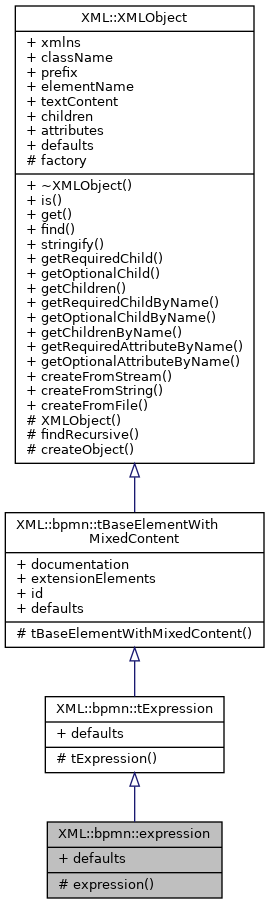 XML::XMLObject
+ xmlns
+ className
+ prefix
+ elementName
+ textContent
+ children
+ attributes
+ defaults
# factory
+ ~XMLObject()
+ is()
+ get()
+ find()
+ stringify()
+ getRequiredChild()
+ getOptionalChild()
+ getChildren()
+ getRequiredChildByName()
+ getOptionalChildByName()
+ getChildrenByName()
+ getRequiredAttributeByName()
+ getOptionalAttributeByName()
+ createFromStream()
+ createFromString()
+ createFromFile()
# XMLObject()
# findRecursive()
# createObject()
XML::bpmn::tBaseElementWith
MixedContent
+ documentation
+ extensionElements
+ id
+ defaults
# tBaseElementWithMixedContent()
XML::bpmn::tExpression
+ defaults
# tExpression()
XML::bpmn::expression
+ defaults
# expression()